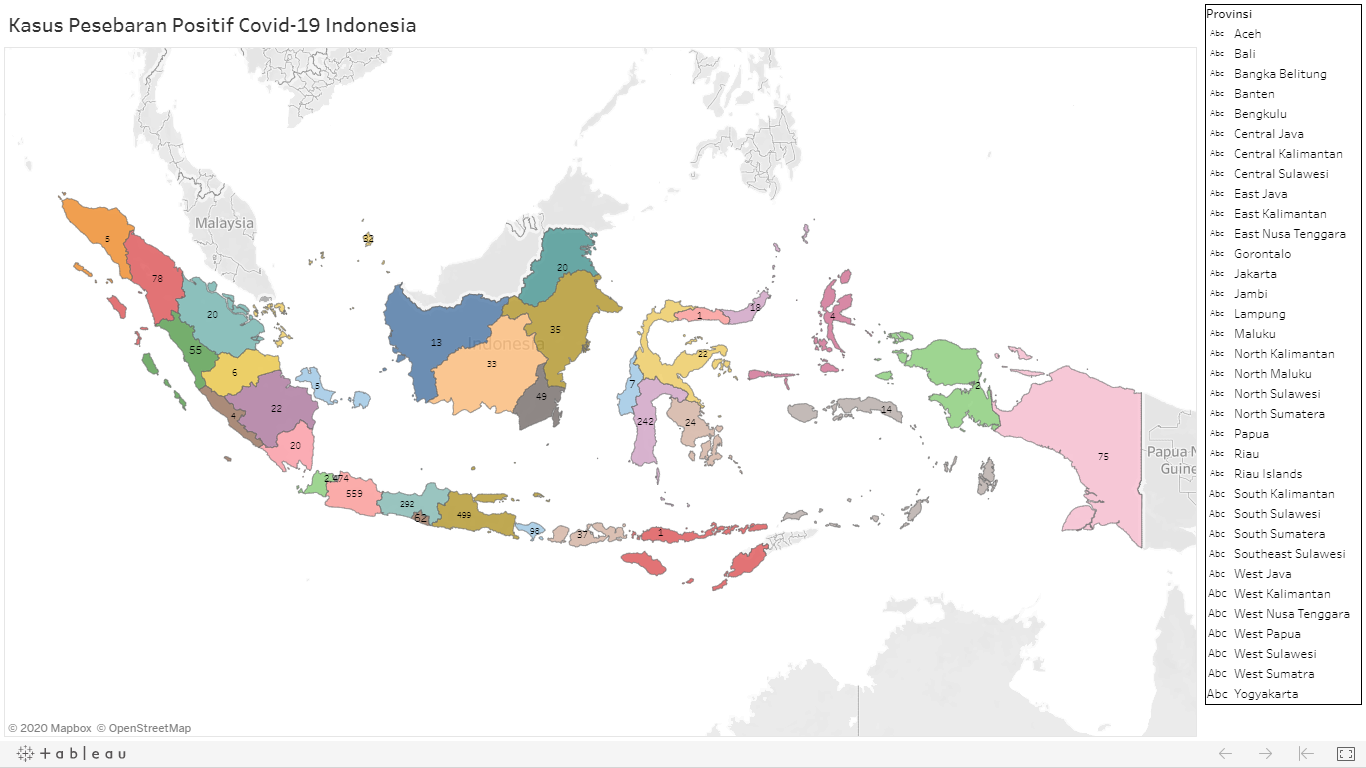 Kasus Pesebaran Positif Covid-19 Indonesia
Provinsi
Abc Aceh
Abc Bali
Abc Bangka Belitung
Abc Banten
Abc Bengkulu
Abc Central Java
Abc Central Kalimantan
Abc Central Sulawesi
Abc East Java
Abc East Kalimantan
Abc East Nusa Tenggara
Abc Gorontalo
Abc Jakarta
Abc Jambi
Abc Lampung
Abc Maluku
Abc North Kalimantan
Abc North Maluku
Abc North Sulawesi
Abc North Sumatera
Abc Papua
Abc Riau
Abc Riau Islands
Abc South Kalimantan
Abc South Sulawesi
Abc South Sumatera
Abc Southeast Sulawesi
Abc West Java
Abc West Kalimantan
Abc West Nusa Tenggara
Abc West Papua
Abc West Sulawesi
Abc West Sumatra
Abc Yogyakarta
Malaysia
5
32
78
20
20
18
1
4
35
13
Indonesia
33
55
22
6
5
7
2
49
22
14
4
242
24
20
Papua N
Guine
75
559
292
499
62
98
37
1
© 2020 Mapbox © OpenStreetMap
+ a b | e a u